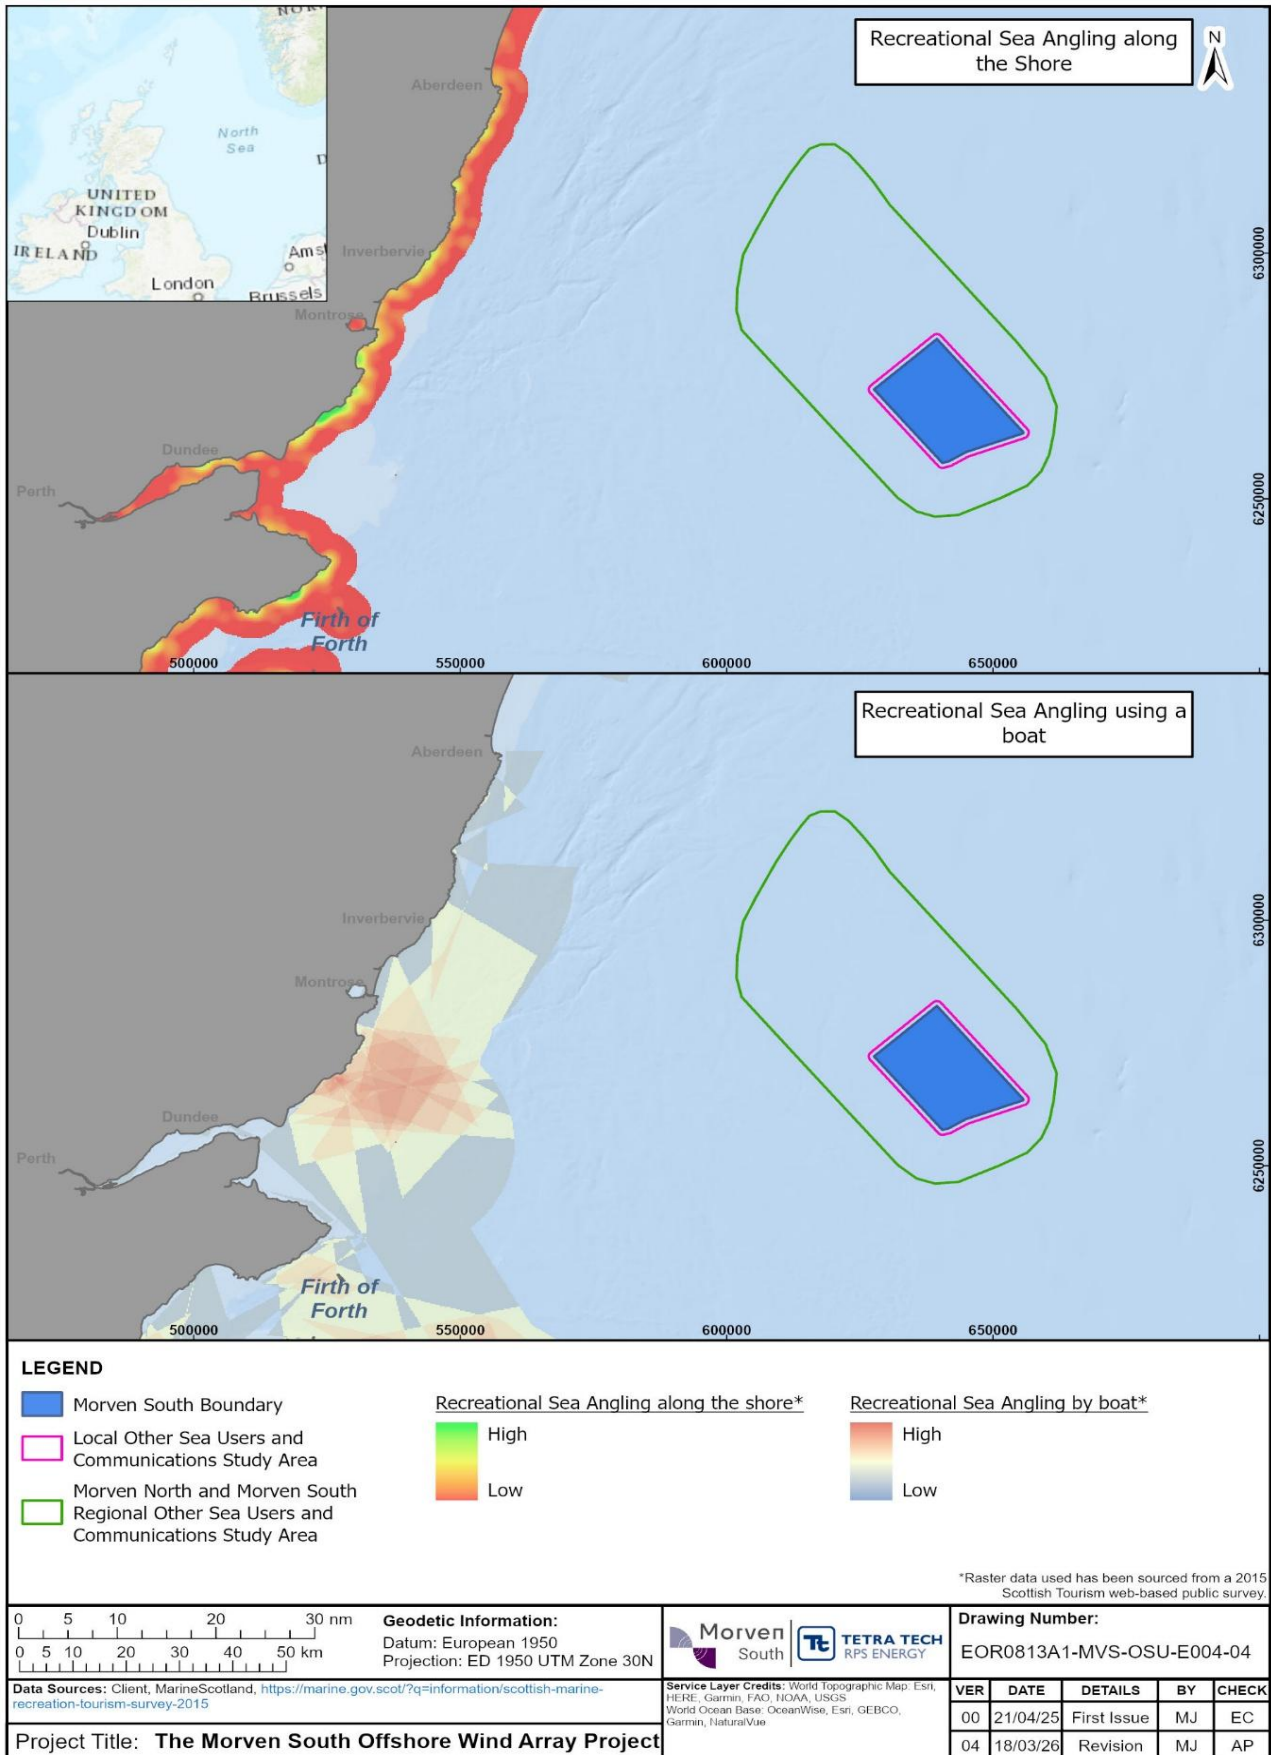 Recreational Sea Angling along
the Shore
N
NOR
North
Sea
D
UNITED
KINGDOM
Dublin
IRELAND
Amst
London
Brussels
Aberdeen
Inverbervie
Montrose
Dundee
Perth
Firth of
Forth
6300000
6250000
500000
550000
600000
650000
Recreational Sea Angling using a
boat
Aberdeen
Inverbervie
Montrose
Dundee
Perth
Firth of
Forth
6300000
6250000
500000
550000
600000
650000
LEGEND
Morven South Boundary
Local Other Sea Users and
Communications Study Area
Morven North and Morven South
Regional Other Sea Users and
Communications Study Area
Recreational Sea Angling along the shore*
High
Low
Recreational Sea Angling by boat*
High
Low
*Raster data used has been sourced from a 2015
Scottish Tourism web-based public survey.
0 5 10 20 30 nm
0 5 10 20 30 40 50 km
Geodetic Information:
Datum: European 1950
Projection: ED 1950 UTM Zone 30N
Morven
South
Tt TETRA TECH
RPS ENERGY
Drawing Number:
EOR0813A1-MVS-OSU-E004-04
Data Sources: Client, MarineScotland, https://marine.gov.scot/?q=information/scottish-marine-
recreation-tourism-survey-2015
Service Layer Credits: World Topographic Map: Esri,
HERE, Garmin, FAO, NOAA, USGS
World Ocean Base: OceanWise, Esri, GEBCO,
Garmin, NaturalVue
VER DATE DETAILS BY CHECK
00 21/04/25 First Issue MJ EC
04 18/03/26 Revision MJ AP
Project Title: The Morven South Offshore Wind Array Project